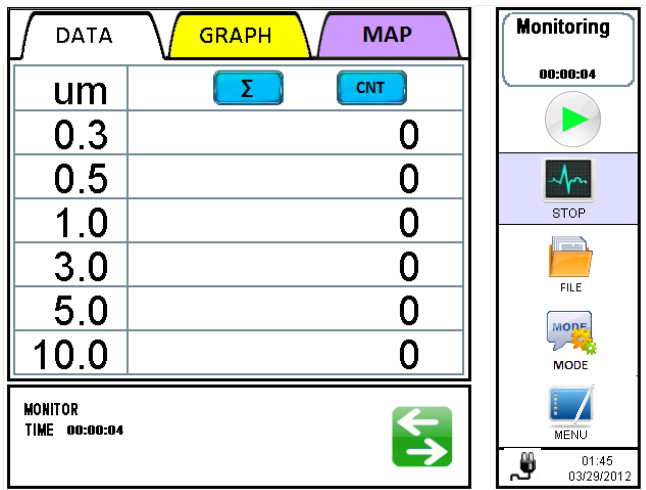 DATA GRAPH MAP
um Σ CNT
0.3 0
0.5 0
1.0 0
3.0 0
5.0 0
10.0 0
MONITOR
TIME 00:00:04
Monitoring
00:00:04
STOP
FILE
MODE
MODE
MENU
01:45
03/29/2012